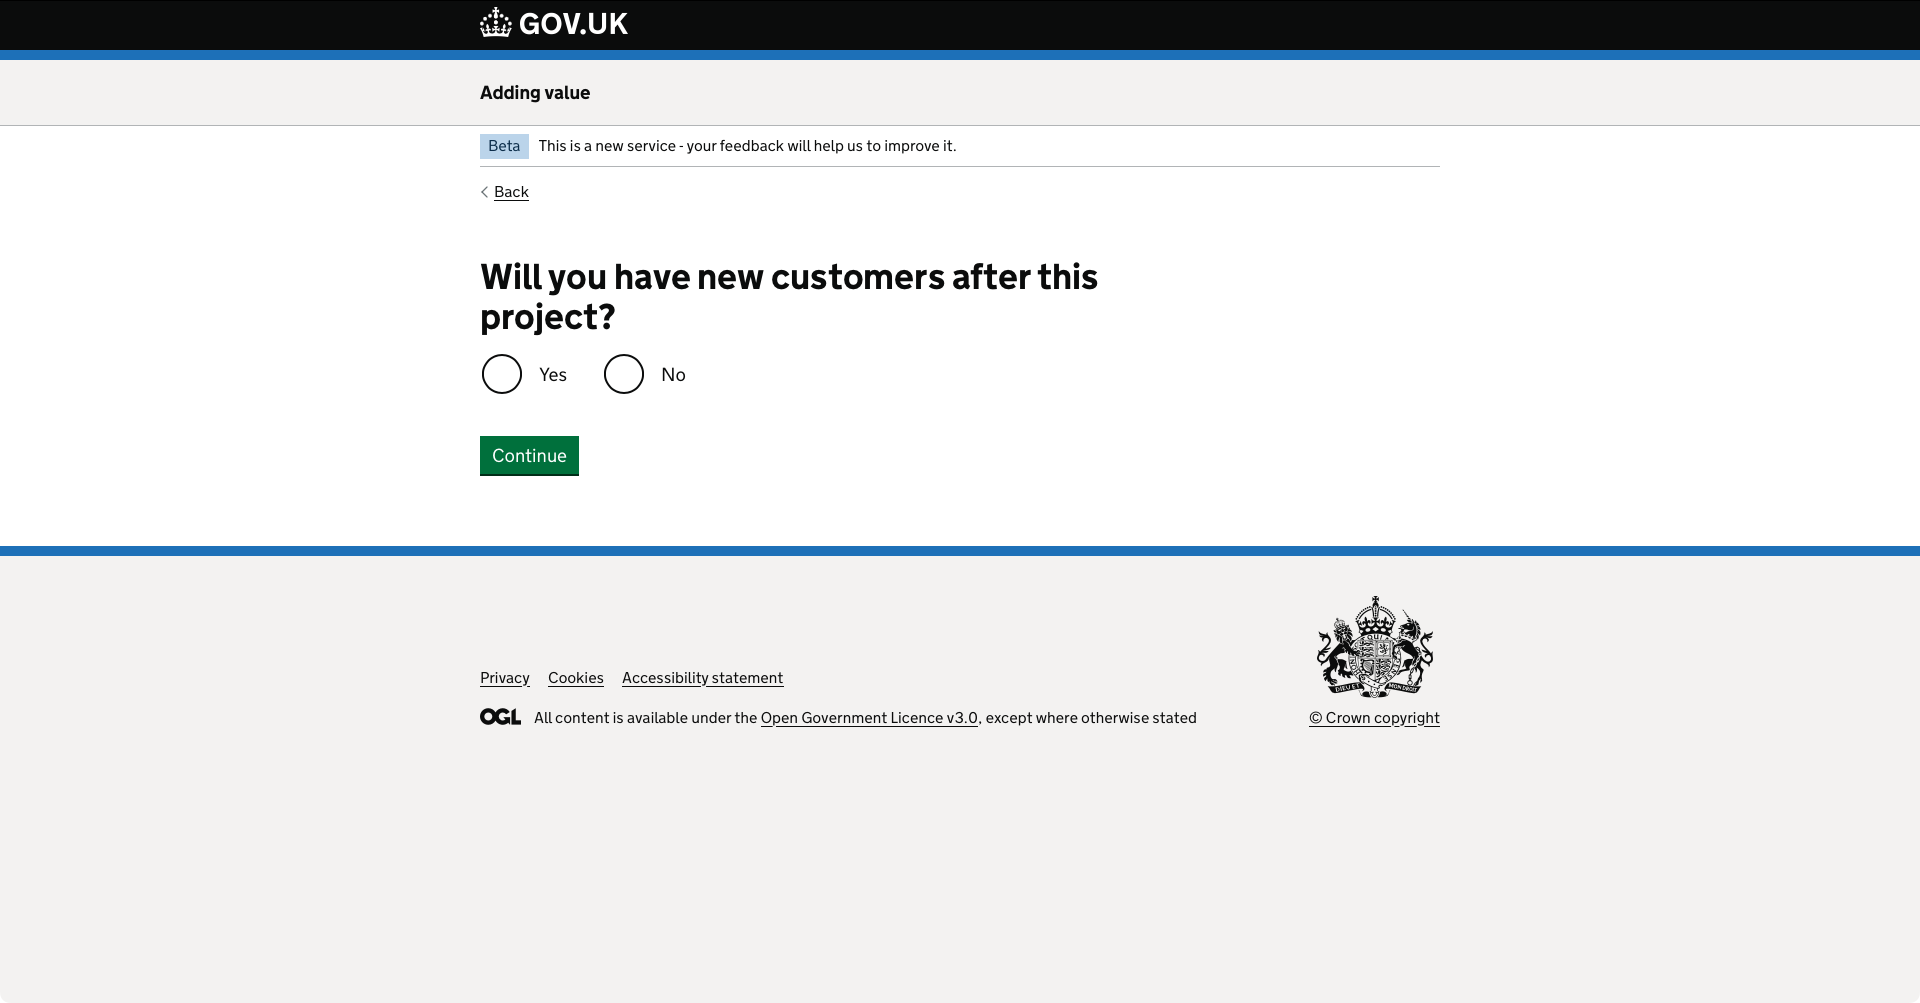 GOV.UK
Adding value
Beta This is a new service - your feedback will help us to improve it.
Back
Will you have new customers after this
project?
Yes No
Continue
Privacy Cookies Accessibility statement
OGL All content is available under the Open Government Licence v3.0, except where otherwise stated
© Crown copyright